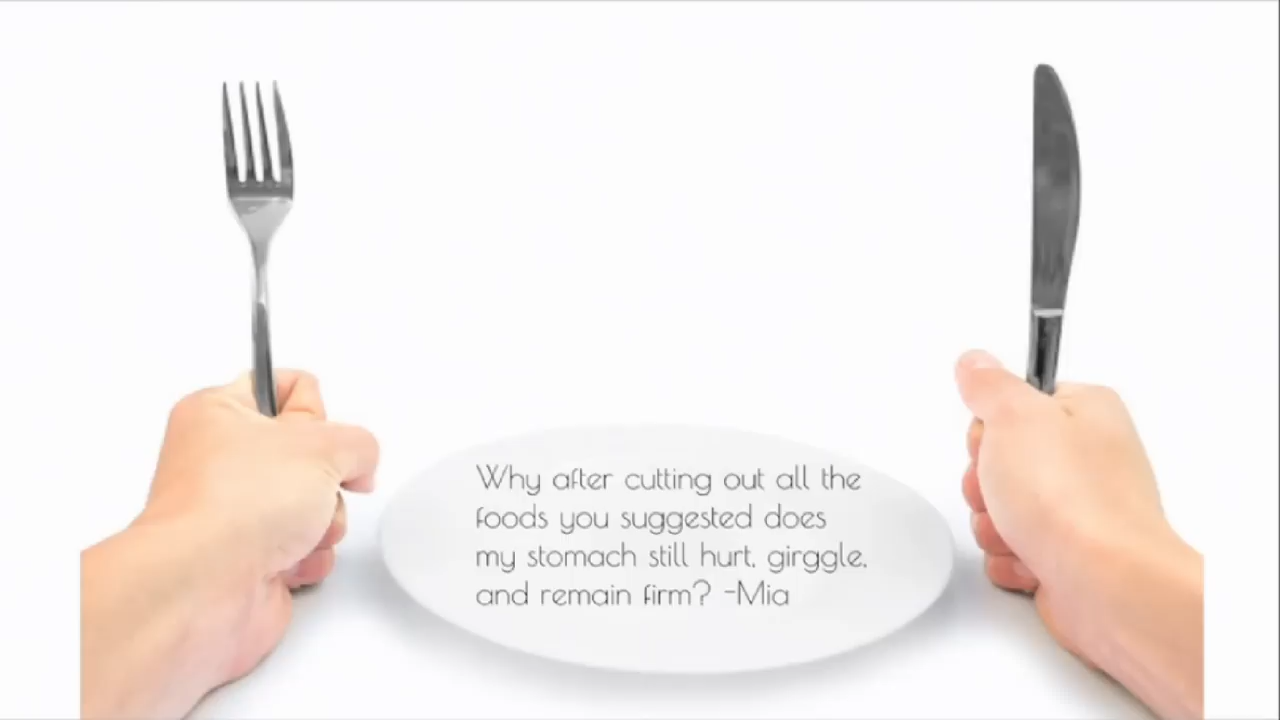 Why after cutting out all the
foods you suggested does
my stomach still hurt, girggle,
and remain firm? -Mia